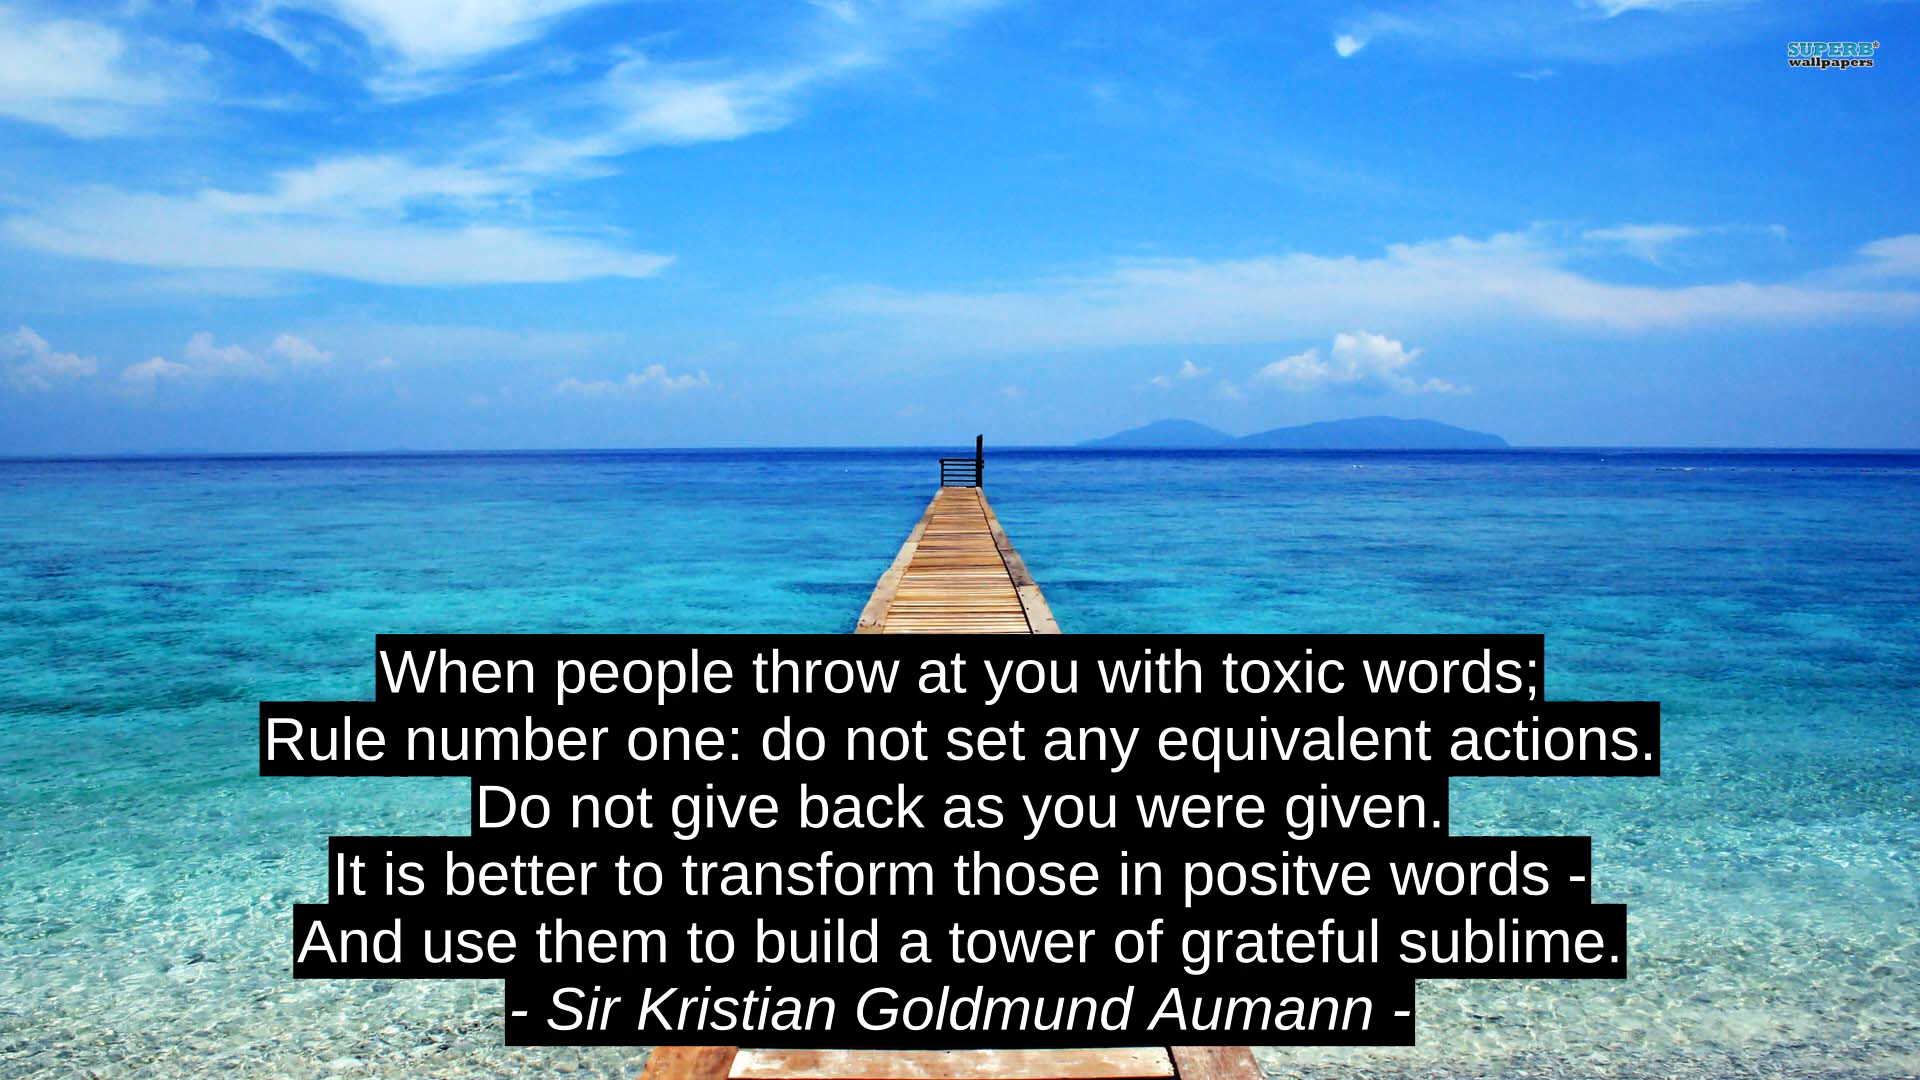 SUPERB*
wallpapers
When people throw at you with toxic words;
Rule number one: do not set any equivalent actions.
Do not give back as you were given.
It is better to transform those in positve words -
And use them to build a tower of grateful sublime.
- Sir Kristian Goldmund Aumann -